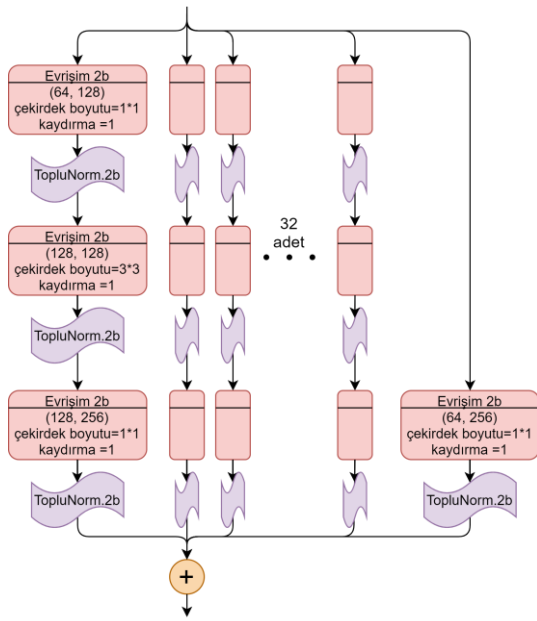 Evrişim 2b
(64, 128)
çekirdek boyutu=1*1
kaydırma =1
TopluNorm.2b
Evrişim 2b
(128, 128)
çekirdek boyutu=3*3
kaydırma =1
32
adet
TopluNorm.2b
Evrişim 2b
(128, 256)
çekirdek boyutu=1*1
kaydırma =1
Evrişim 2b
(64, 256)
çekirdek boyutu=1*1
kaydırma =1
TopluNorm.2b
TopluNorm.2b
+